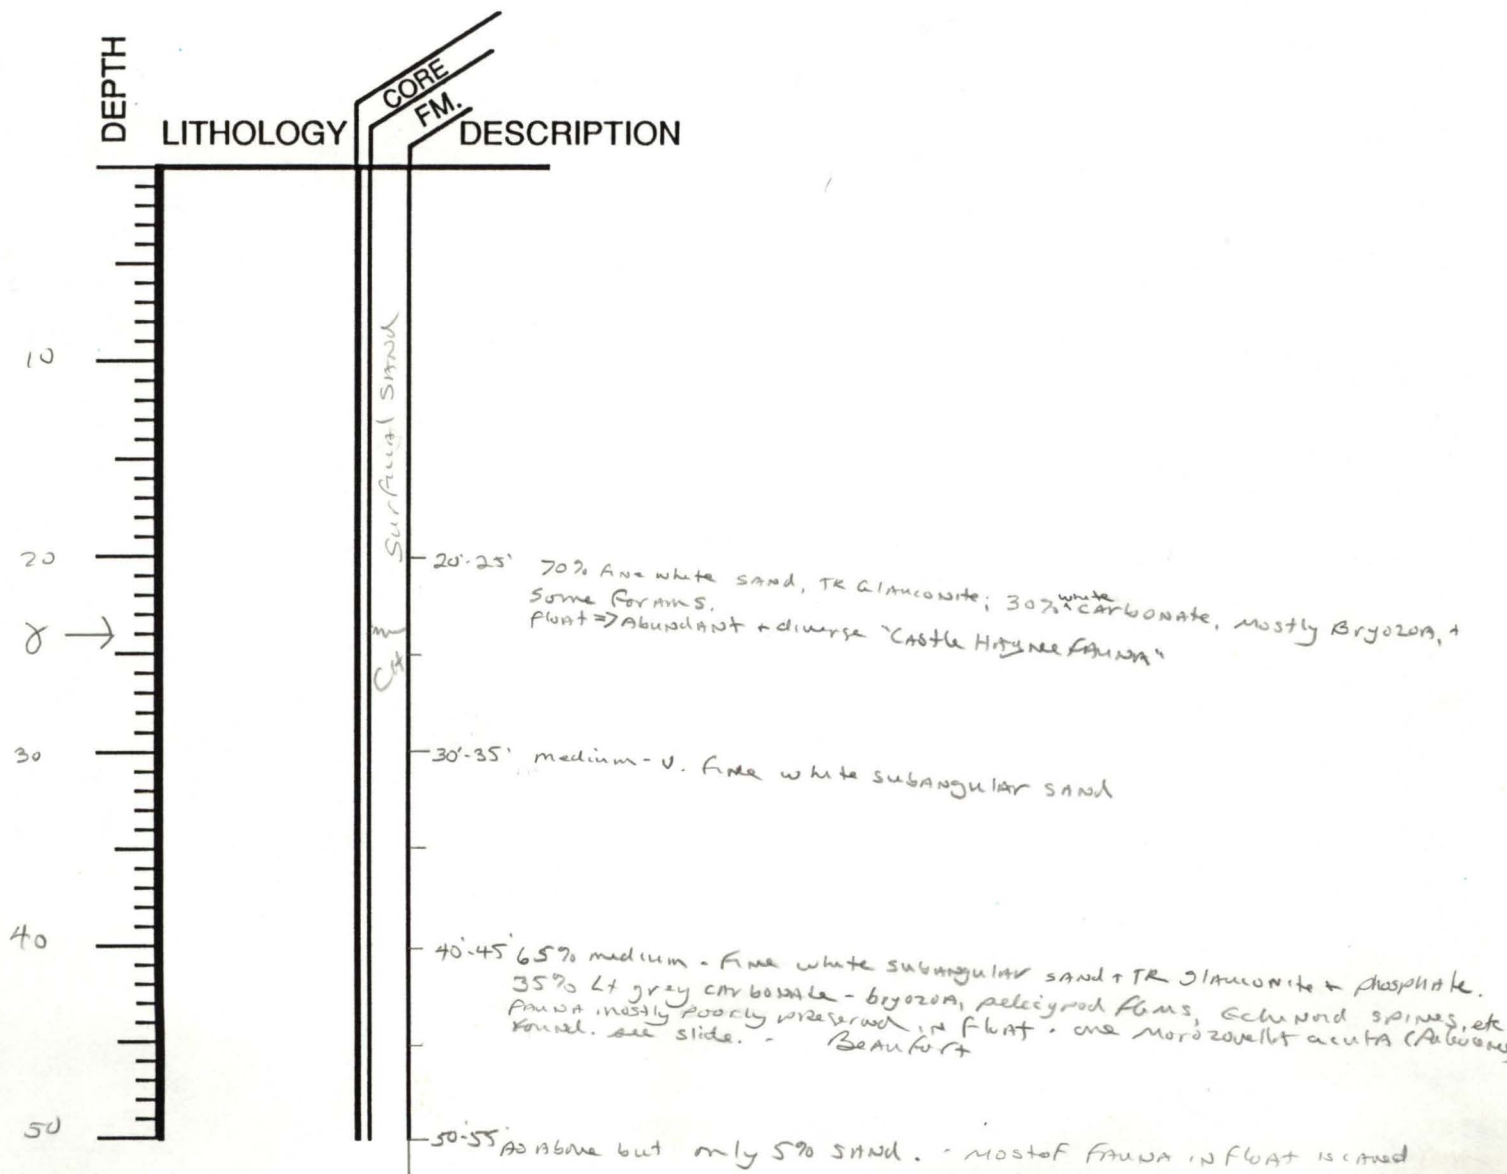 DEPTH
LITHOLOGY
CORE
FM.
DESCRIPTION
10
Surficial SAND
20
20'-25' 70% fine white SAND, TR Glauconite; 30% white CArbonAte, mostly Bryozoa, +
Some forams.
float => Abundant + diverse "Castle Hayne FAUNA"
γ →
30
30'-35' medium - v. fine white subangular SAND
40
40'-45' 65% medium - fine white subangular SAND + TR glauconite + phosphate.
35% Lt grey carbonate - bryozoa, pelecypod frags, Echinoid spines, etc
FAUNA mostly poorly preserved in float. one Morozovella acuta
found. see slide. - Beaufort
50
50'-55' As Above but only 5% SAND. - most of FAUNA in float is caved